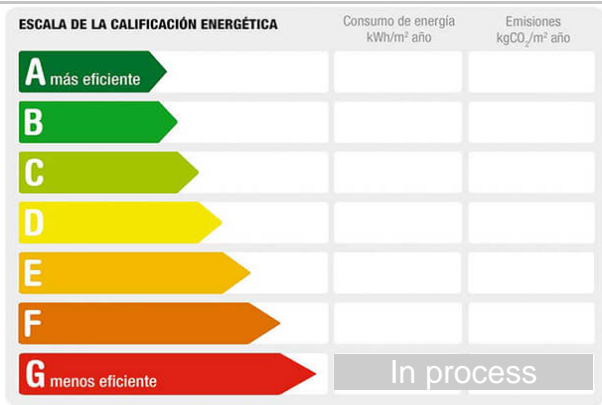 ESCALA DE LA CALIFICACIÓN ENERGÉTICA
Consumo de energía
kWh/m² año
Emisiones
kgCO₂/m² año
A más eficiente
B
C
D
E
F
G menos eficiente
In process